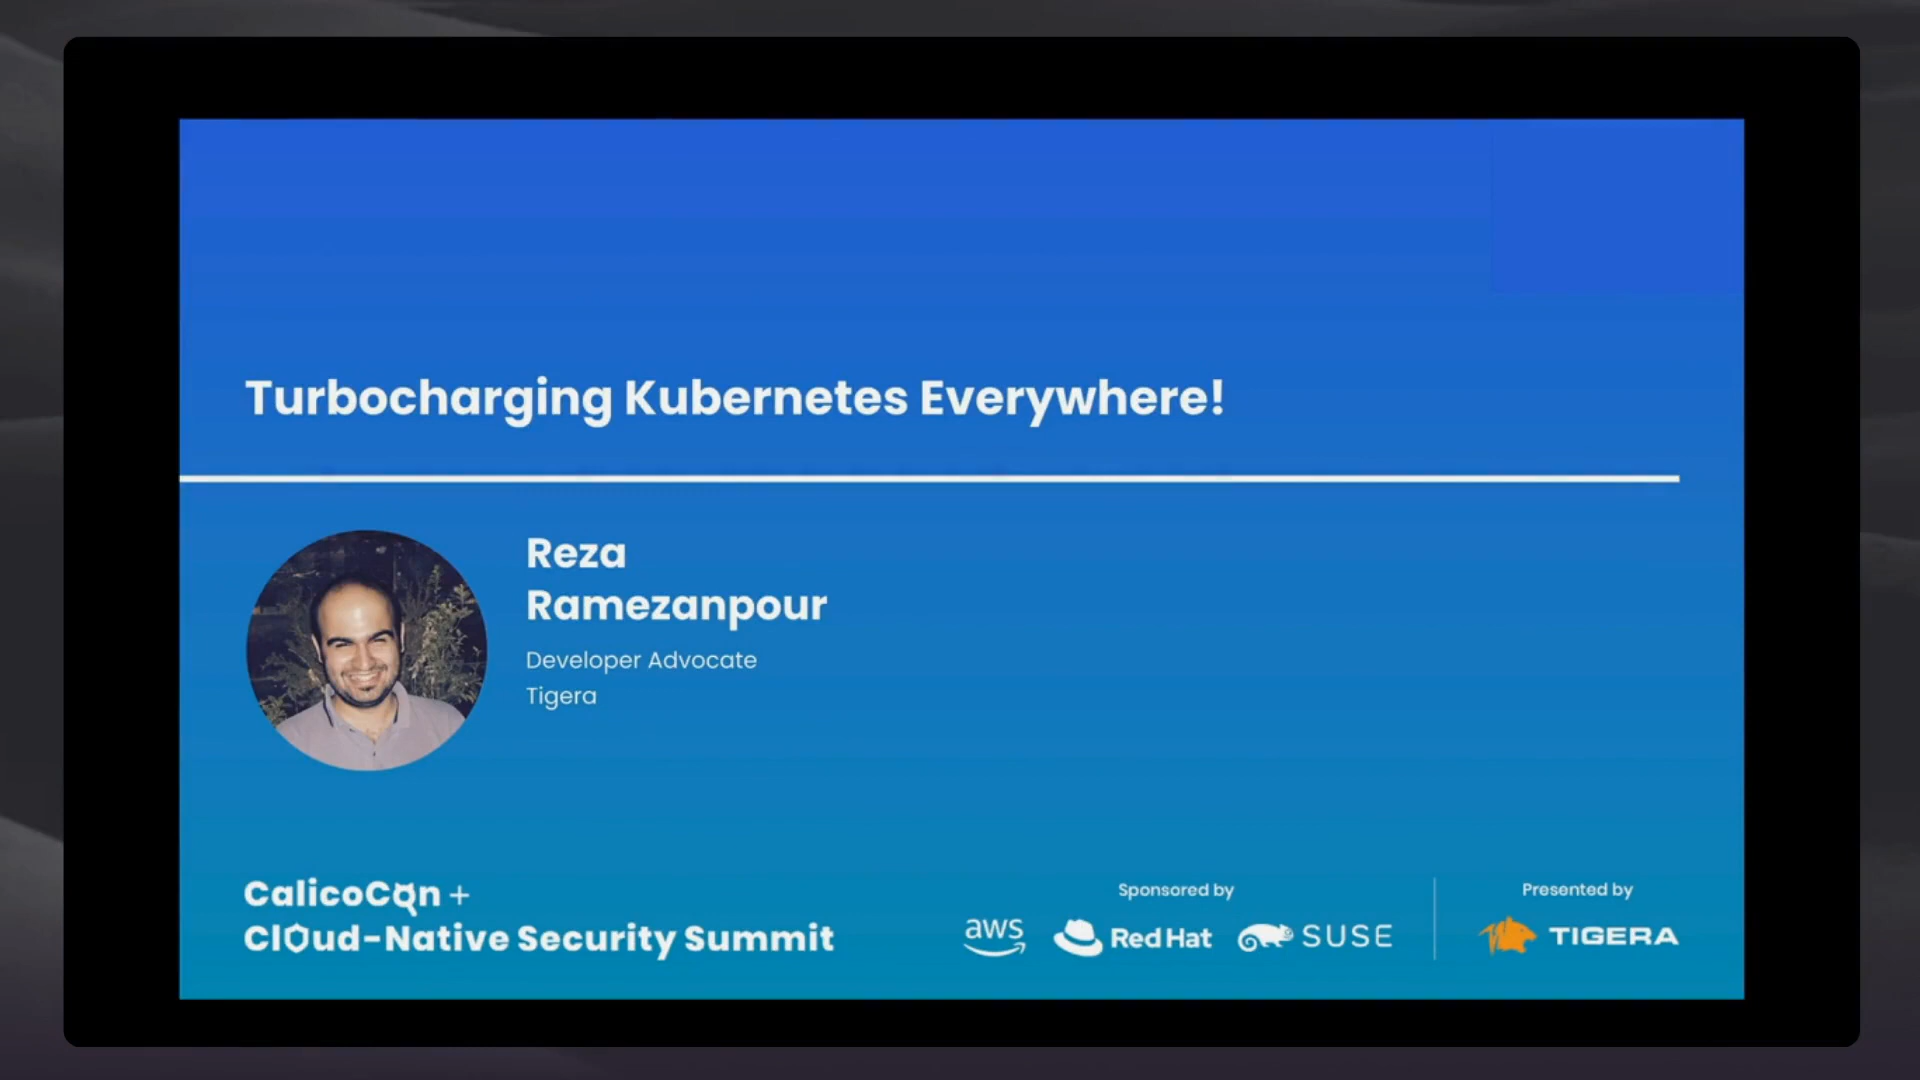 Turbocharging Kubernetes Everywhere!
Reza
Ramezanpour
Developer Advocate
Tigera
CalicoCon +
Cloud-Native Security Summit
Sponsored by
aws
Red Hat
SUSE
Presented by
TIGERA